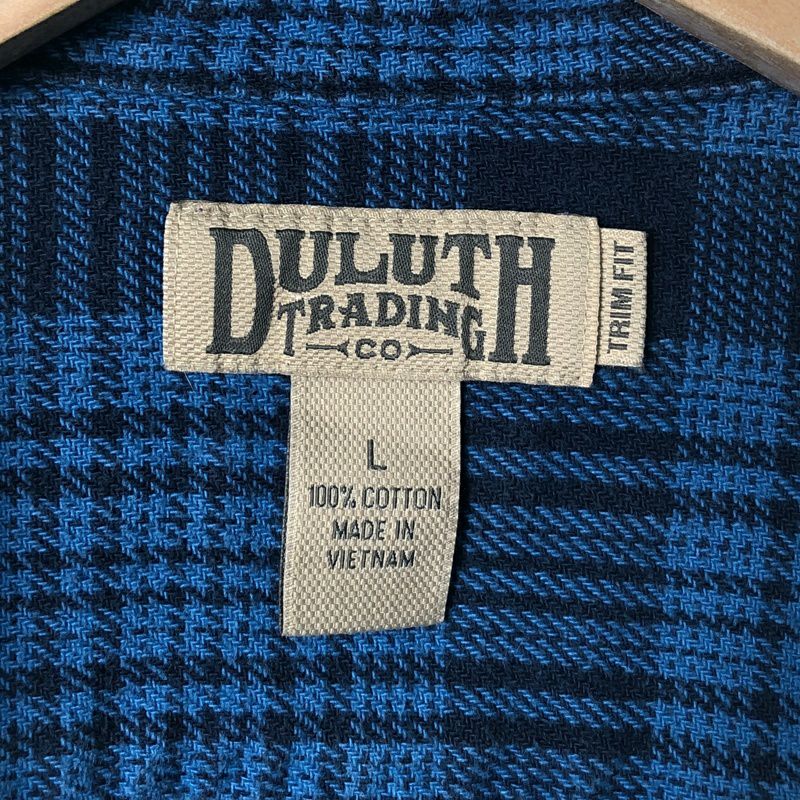 DULUTH
TRADING
CO
TRIM FIT
L
100% COTTON
MADE IN
VIETNAM